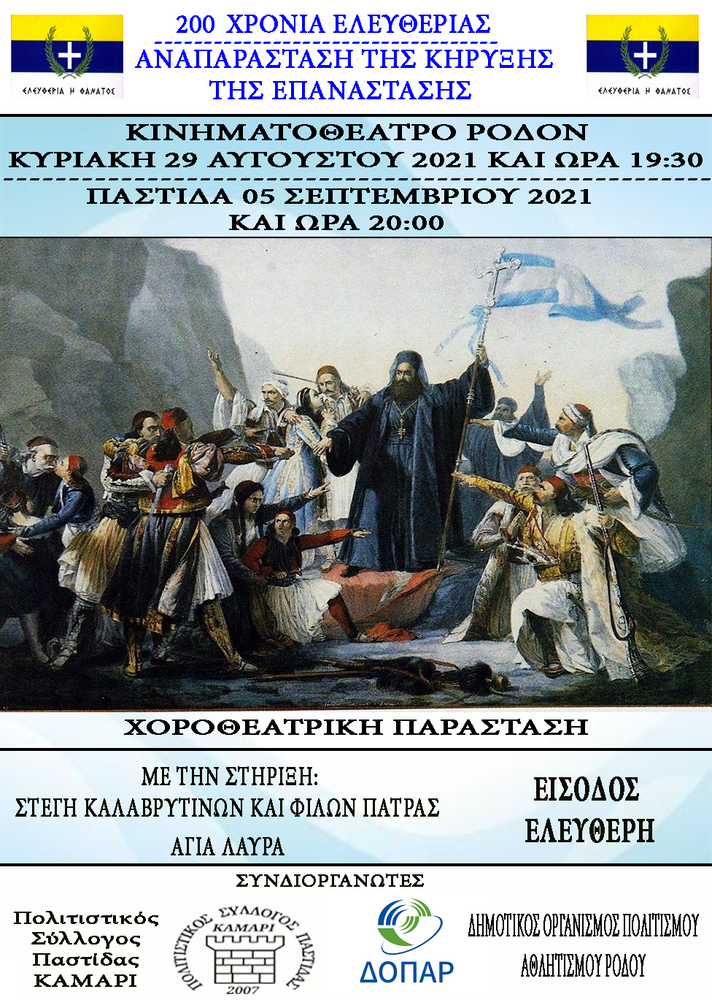 200 ΧΡΟΝΙΑ ΕΛΕΥΘΕΡΙΑΣ
ΑΝΑΠΑΡΑΣΤΑΣΗ ΤΗΣ ΚΗΡΥΞΗΣ
ΤΗΣ ΕΠΑΝΑΣΤΑΣΗΣ
ΕΛΕΥΘΕΡΙΑ Η ΘΑΝΑΤΟΣ
ΕΛΕΥΘΕΡΙΑ Η ΘΑΝΑΤΟΣ
ΚΙΝΗΜΑΤΟΘΕΑΤΡΟ ΡΟΔΟΝ
ΚΥΡΙΑΚΗ 29 ΑΥΓΟΥΣΤΟΥ 2021 ΚΑΙ ΩΡΑ 19:30
ΠΑΣΤΙΔΑ 05 ΣΕΠΤΕΜΒΡΙΟΥ 2021
ΚΑΙ ΩΡΑ 20:00
ΧΟΡΟΘΕΑΤΡΙΚΗ ΠΑΡΑΣΤΑΣΗ
ΜΕ ΤΗΝ ΣΤΗΡΙΞΗ:
ΣΤΕΓΗ ΚΑΛΑΒΡΥΤΙΝΩΝ ΚΑΙ ΦΙΛΩΝ ΠΑΤΡΑΣ
ΑΓΙΑ ΛΑΥΡΑ
ΕΙΣΟΔΟΣ
ΕΛΕΥΘΕΡΗ
ΣΥΝΔΙΟΡΓΑΝΩΤΕΣ
Πολιτιστικός
Σύλλογος
Παστίδας
ΚΑΜΑΡΙ
ΠΟΛΙΤΙΣΤΙΚΟΣ ΣΥΛΛΟΓΟΣ ΠΑΣΤΙΔΑΣ
ΚΑΜΑΡΙ
2007
ΔΟΠΑΡ
ΔΗΜΟΤΙΚΟΣ ΟΡΓΑΝΙΣΜΟΣ ΠΟΛΙΤΙΣΜΟΥ
ΑΘΛΗΤΙΣΜΟΥ ΡΟΔΟΥ